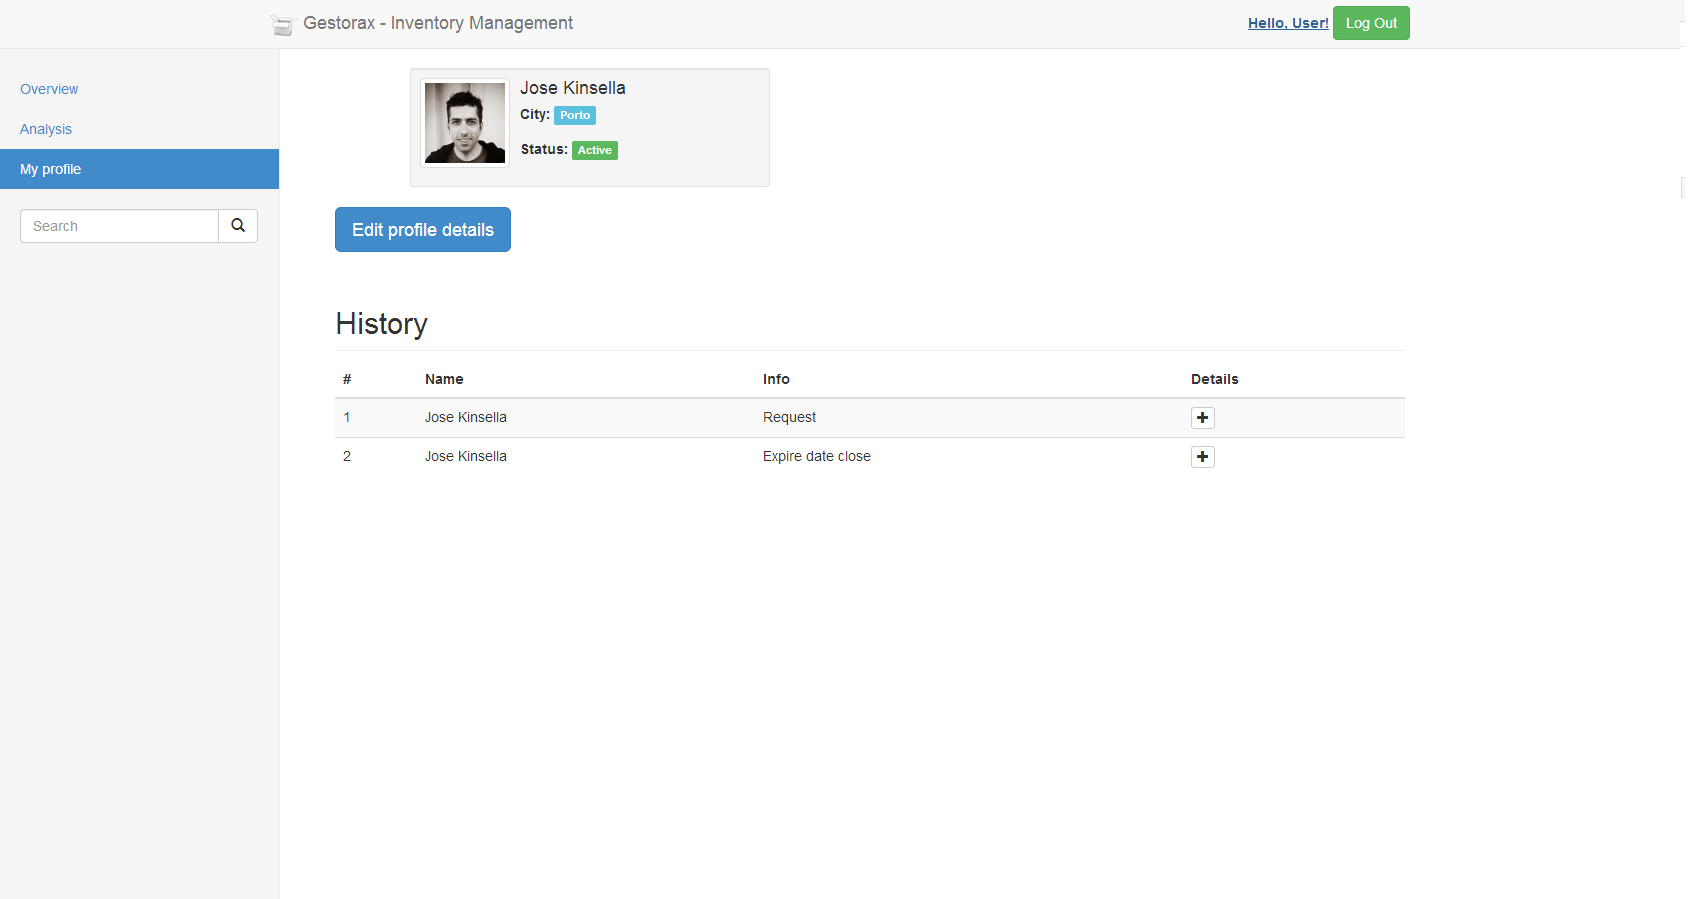 Gestorax - Inventory Management
Hello, User! Log Out
Overview
Analysis
My profile
Search
Jose Kinsella
City: Porto
Status: Active
Edit profile details
History
# Name Info Details
1 Jose Kinsella Request
2 Jose Kinsella Expire date close